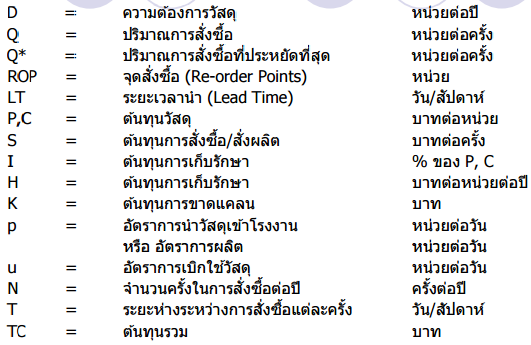 D = ความต้องการวัสดุ หน่วยต่อปี
Q = ปริมาณการสั่งซื้อ หน่วยต่อครั้ง
Q* = ปริมาณการสั่งซื้อที่ประหยัดที่สุด หน่วยต่อครั้ง
ROP = จุดสั่งซื้อ (Re-order Points) หน่วย
LT = ระยะเวลานำ (Lead Time) วัน/สัปดาห์
P,C = ต้นทุนวัสดุ บาทต่อหน่วย
S = ต้นทุนการสั่งซื้อ/สั่งผลิต บาทต่อครั้ง
I = ต้นทุนการเก็บรักษา % ของ P, C
H = ต้นทุนการเก็บรักษา บาทต่อหน่วยต่อปี
K = ต้นทุนการขาดแคลน บาท
p = อัตราการนำวัสดุเข้าโรงงาน หน่วยต่อวัน
หรือ อัตราการผลิต หน่วยต่อวัน
u = อัตราการเบิกใช้วัสดุ หน่วยต่อวัน
N = จำนวนครั้งในการสั่งซื้อต่อปี ครั้งต่อปี
T = ระยะห่างระหว่างการสั่งซื้อแต่ละครั้ง วัน/สัปดาห์
TC = ต้นทุนรวม บาท